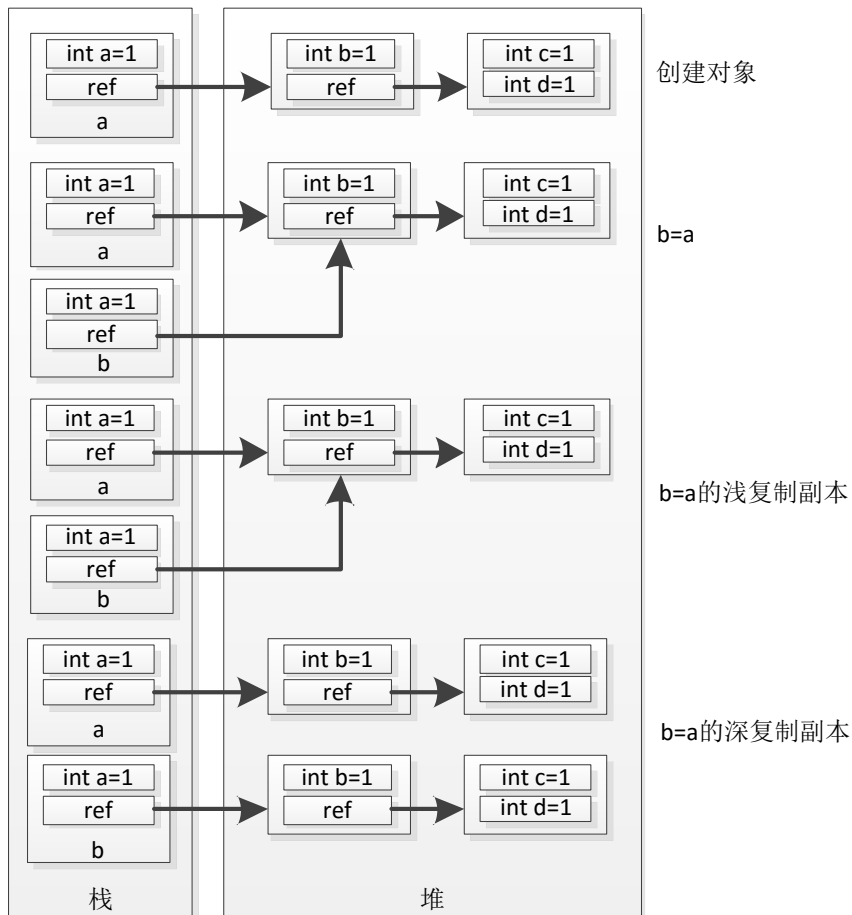 int a=1
ref
a
int b=1
ref
int c=1
int d=1
创建对象
int a=1
ref
a
int b=1
ref
int c=1
int d=1
b=a
int a=1
ref
b
int a=1
ref
a
int b=1
ref
int c=1
int d=1
b=a的浅复制副本
int a=1
ref
b
int a=1
ref
a
int b=1
ref
int c=1
int d=1
b=a的深复制副本
int a=1
ref
b
int b=1
ref
int c=1
int d=1
栈
堆